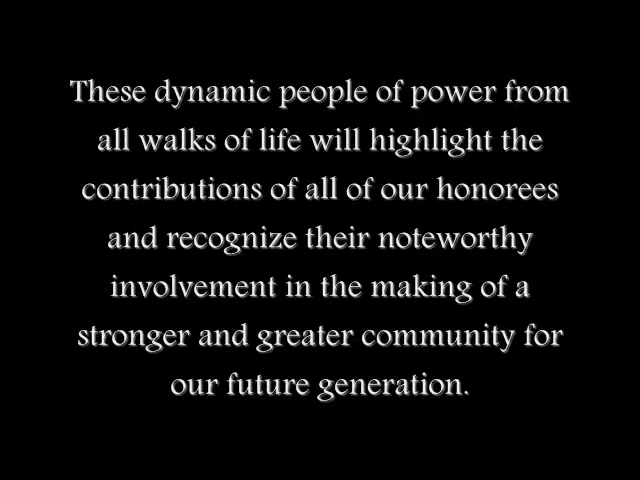 These dynamic people of power from
all walks of life will highlight the
contributions of all of our honorees
and recognize their noteworthy
involvement in the making of a
stronger and greater community for
our future generation.